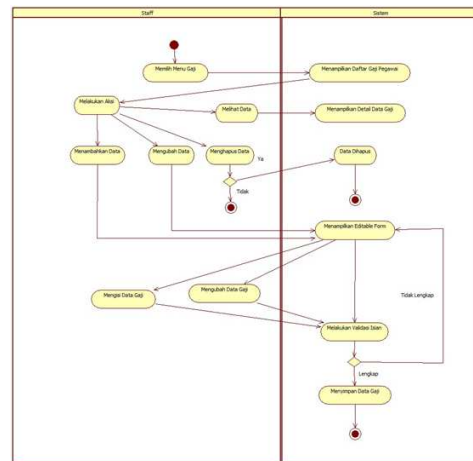 Staff
Sistem
Memilih Menu Gaji
Menampilkan Daftar Gaji Pegawai
Melakukan Aksi
Melihat Data
Menampilkan Detail Data Gaji
Menambahkan Data
Mengubah Data
Menghapus Data
Ya
Data Dihapus
Tidak
Menampilkan Editable Form
Mengisi Data Gaji
Mengubah Data Gaji
Tidak Lengkap
Melakukan Validasi Isian
Lengkap
Menyimpan Data Gaji